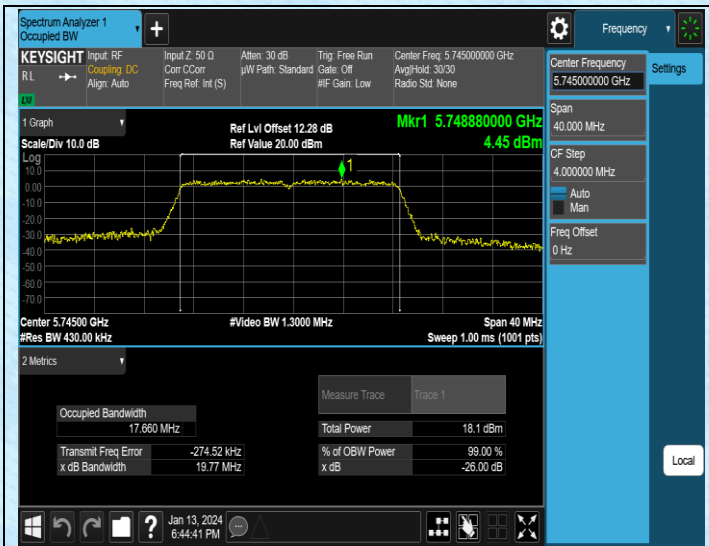 Spectrum Analyzer 1
Occupied BW
Frequency
KEYSIGHT
R L
Input: RF
Coupling: DC
Align: Auto
Input Z: 50 Ω
Corr CCorr
Freq Ref: Int (S)
Atten: 30 dB
µW Path: Standard
Trig: Free Run
Gate: Off
#IF Gain: Low
Center Freq: 5.745000000 GHz
Avg|Hold: 30/30
Radio Std: None
Center Frequency
5.745000000 GHz
Settings
Span
40.000 MHz
CF Step
4.000000 MHz
Auto
Man
Freq Offset
0 Hz
Local
1 Graph
Scale/Div 10.0 dB
Ref Lvl Offset 12.28 dB
Ref Value 20.00 dBm
Mkr1 5.748880000 GHz
4.45 dBm
Log
10.0
0.00
-10.0
-20.0
-30.0
-40.0
-50.0
-60.0
-70.0
1
Center 5.74500 GHz
#Res BW 430.00 kHz
#Video BW 1.3000 MHz
Span 40 MHz
Sweep 1.00 ms (1001 pts)
2 Metrics
Measure Trace
Trace 1
Occupied Bandwidth
17.660 MHz
Total Power
18.1 dBm
Transmit Freq Error
-274.52 kHz
% of OBW Power
99.00 %
x dB Bandwidth
19.77 MHz
x dB
-26.00 dB
?
Jan 13, 2024
6:44:41 PM